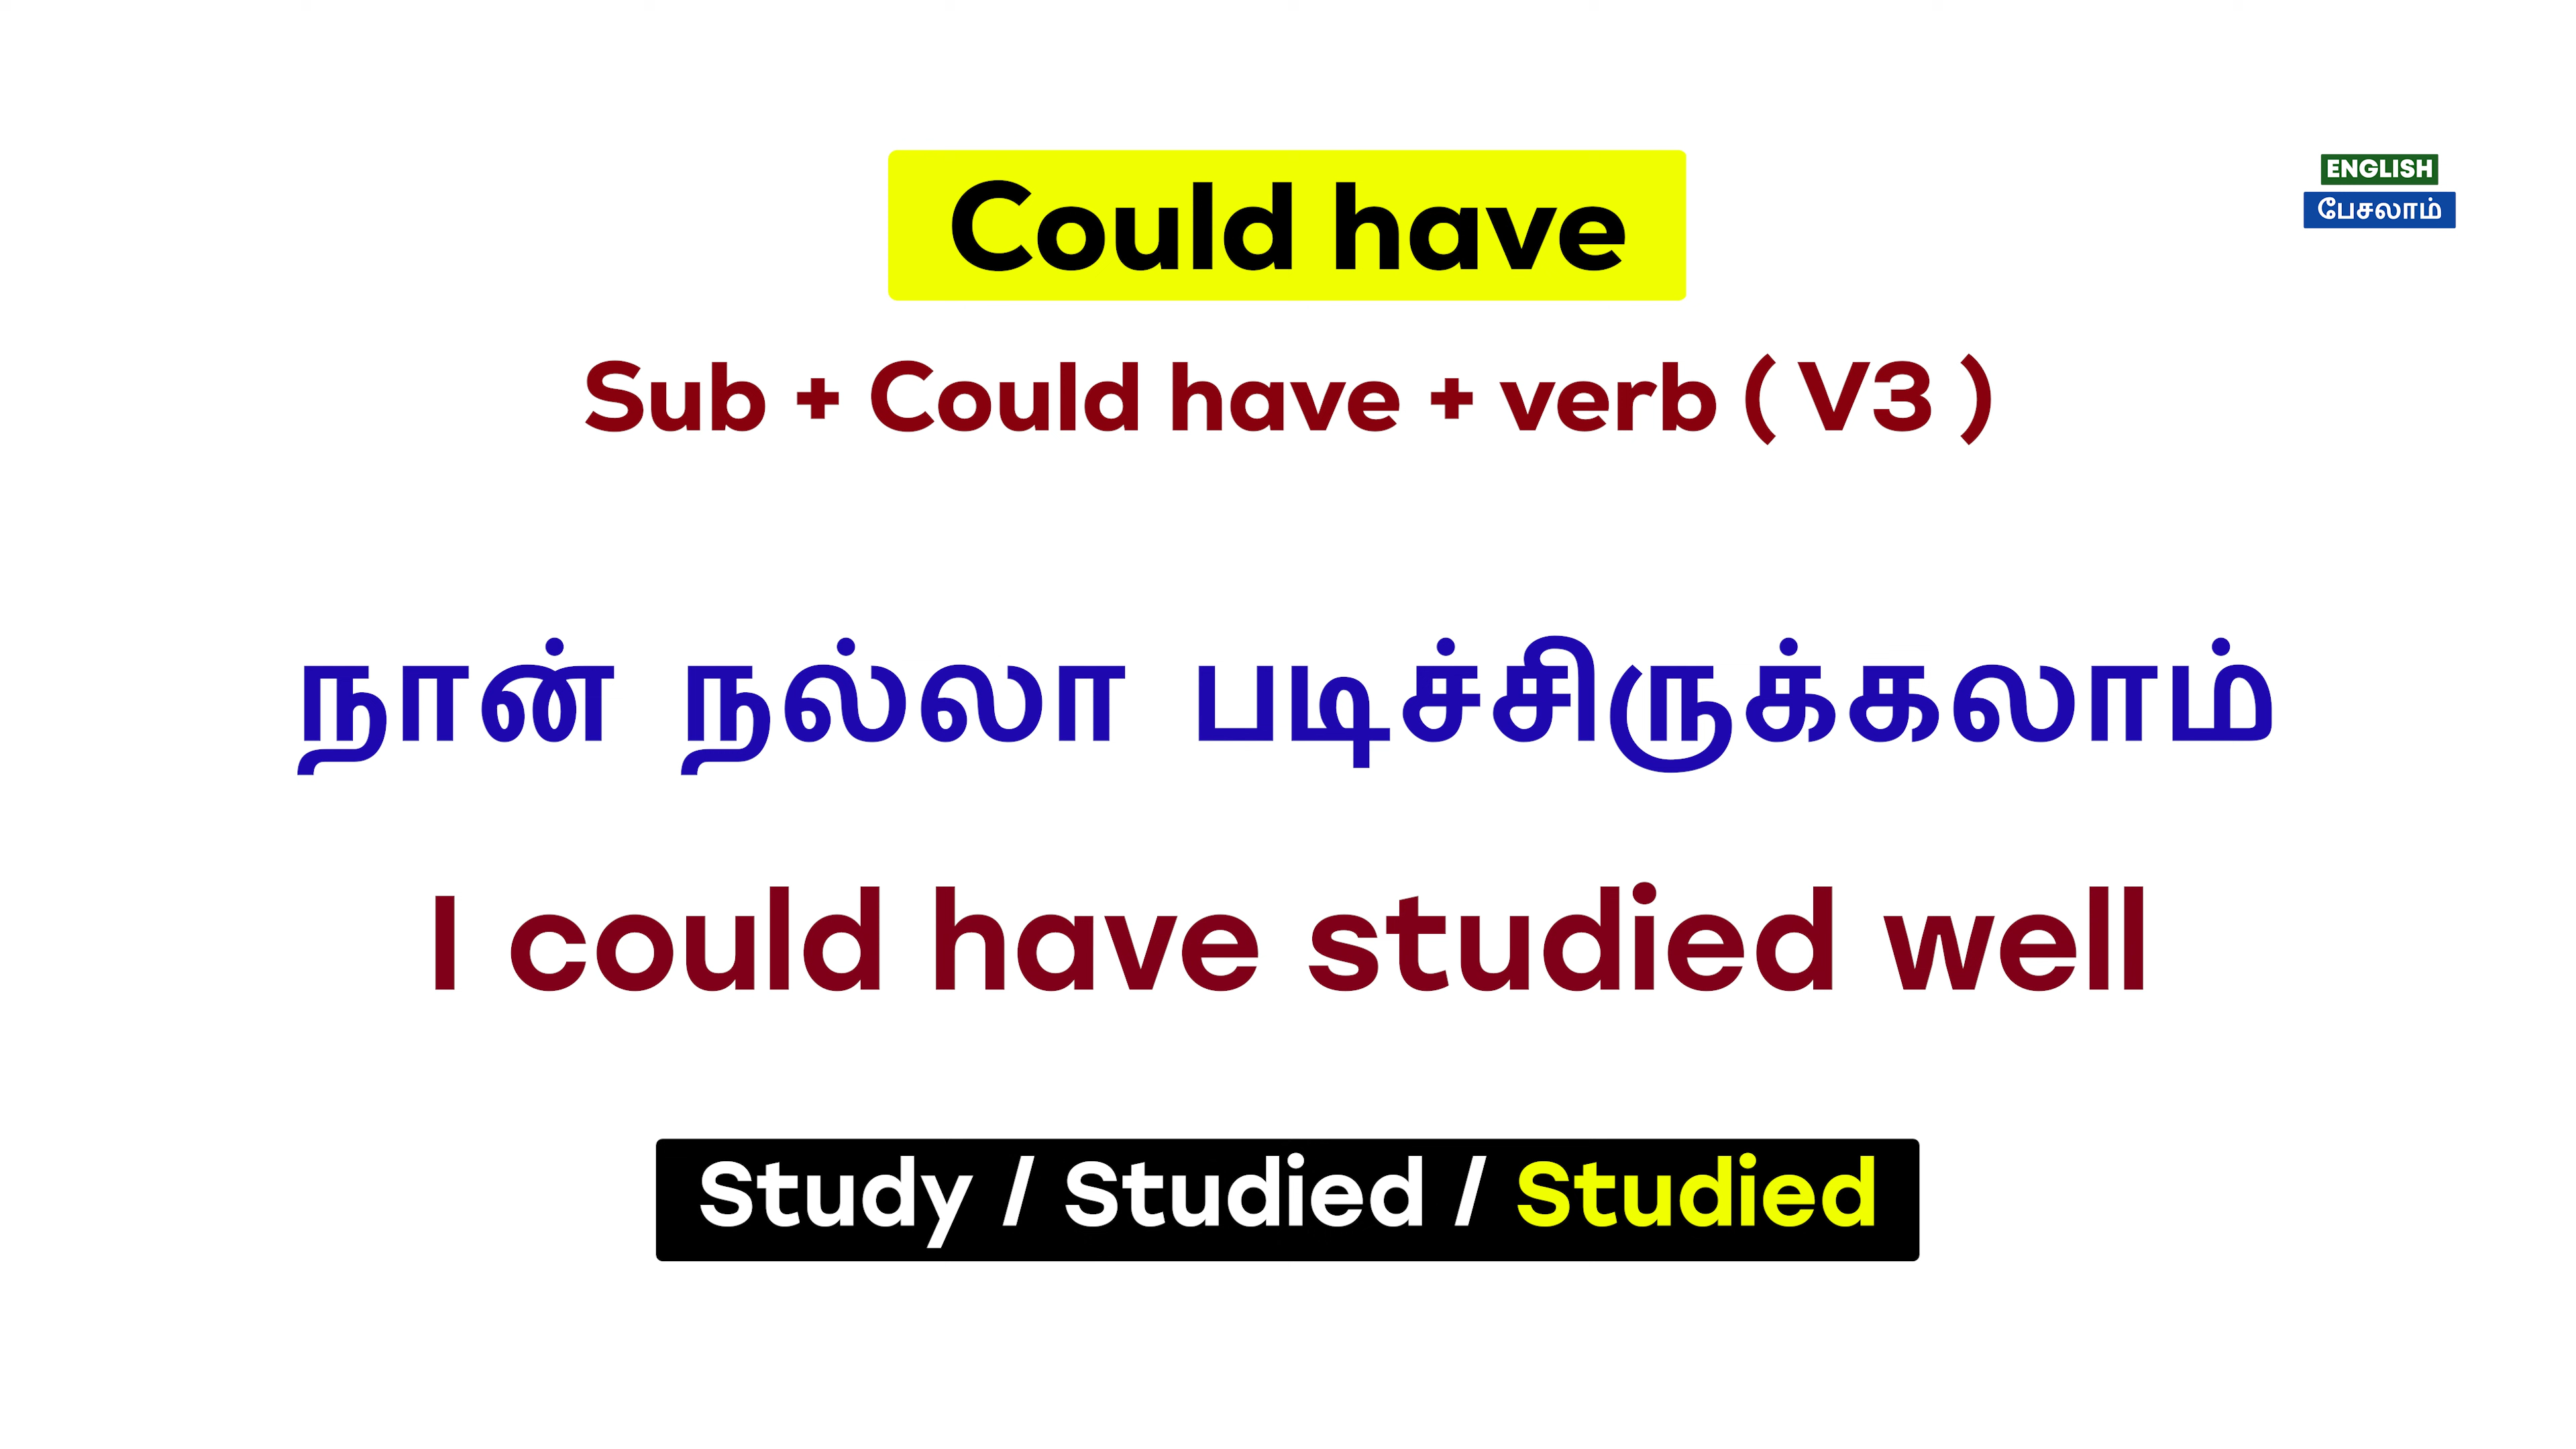 Could have
ENGLISH
பேசலாம்
Sub + Could have + verb ( V3 )
நான் நல்லா படிச்சிருக்கலாம்
I could have studied well
Study / Studied / Studied